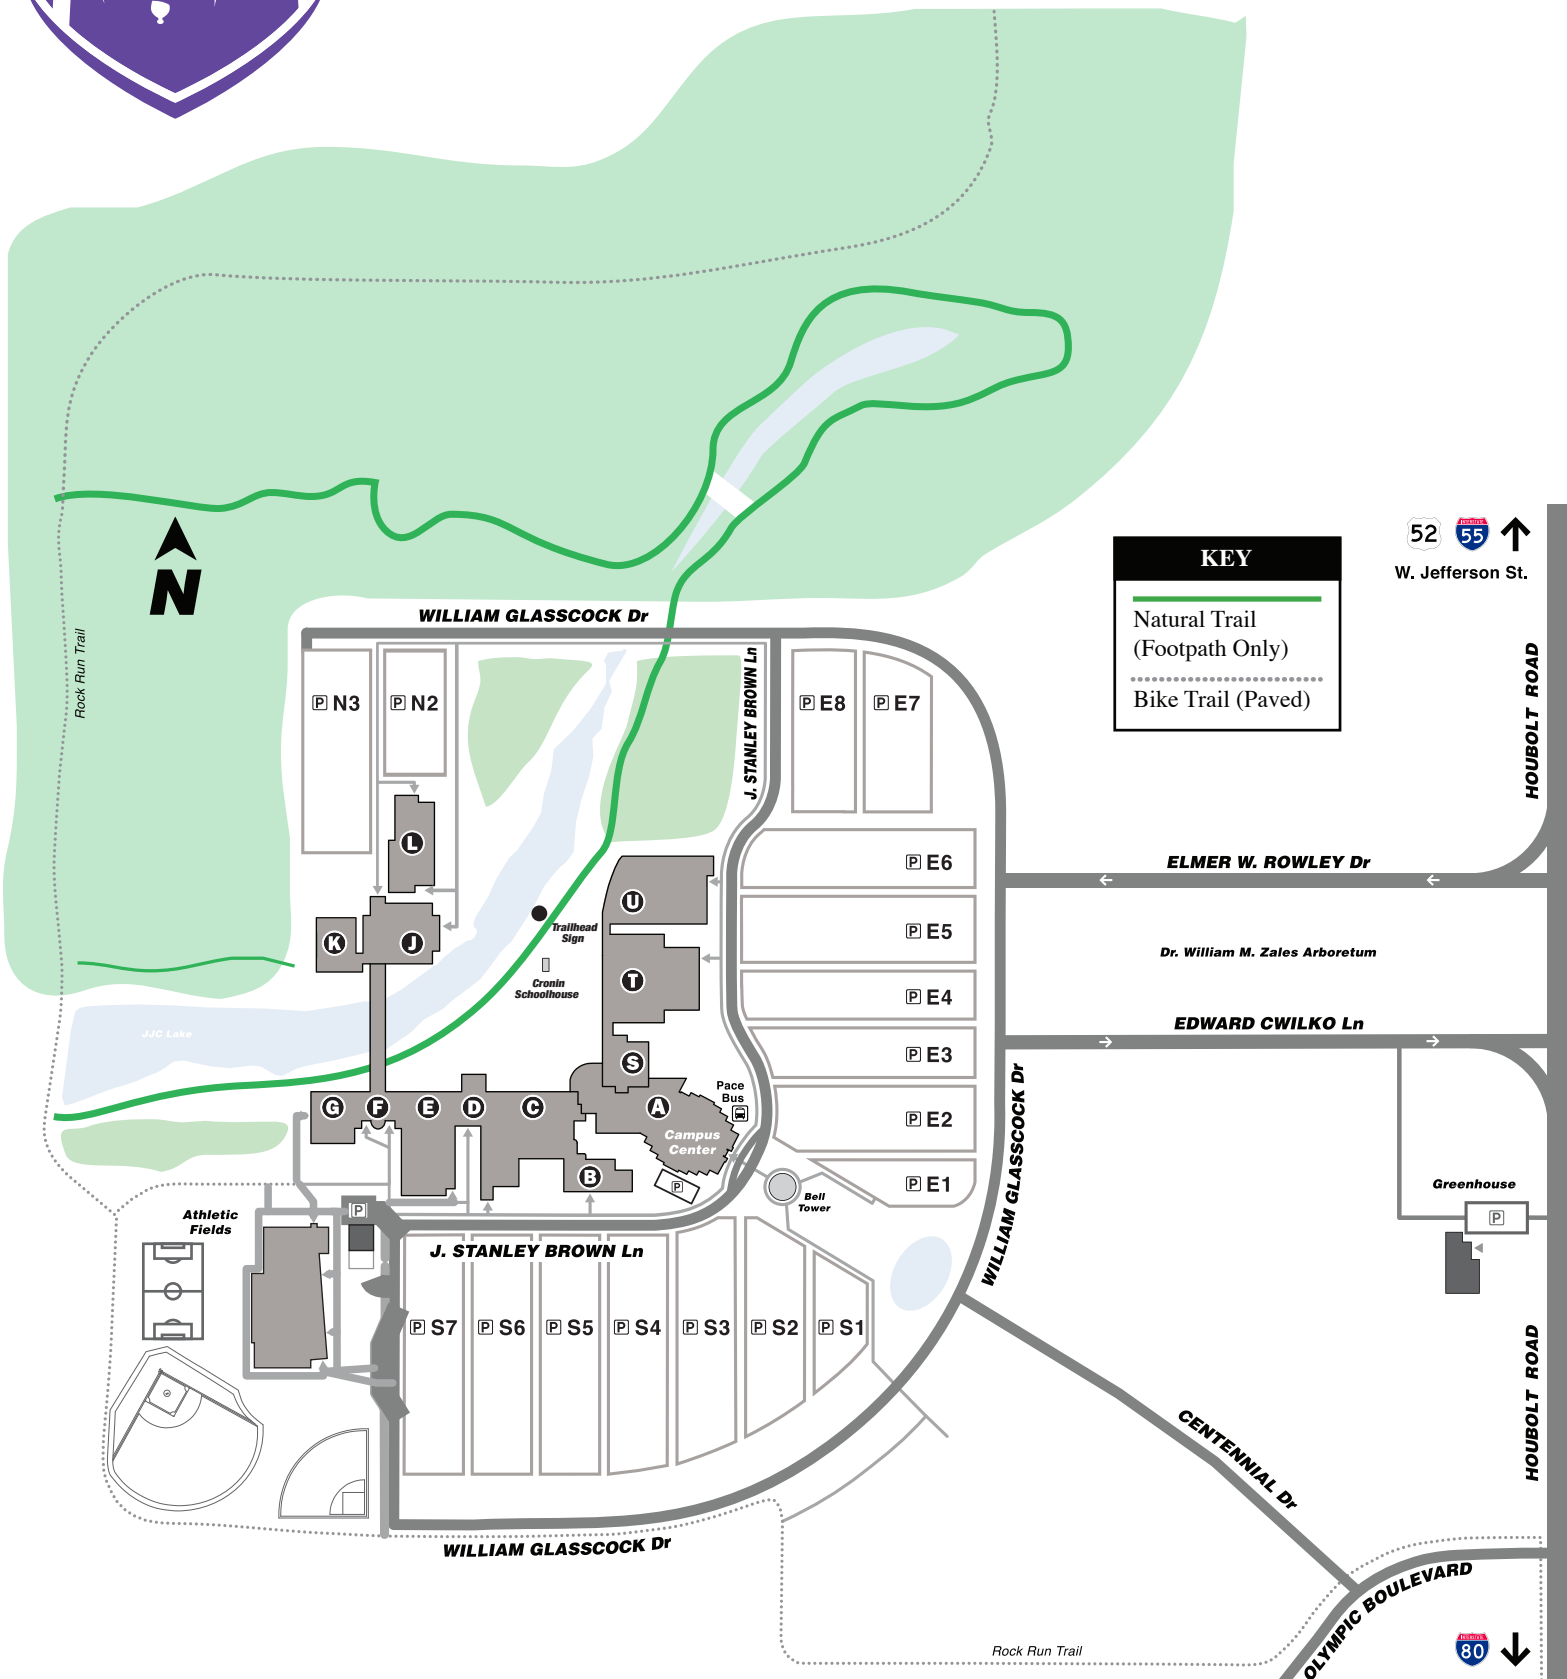 KEY
Natural Trail
(Footpath Only)
Bike Trail (Paved)
52
INTERSTATE
55
W. Jefferson St.
N
Rock Run Trail
WILLIAM GLASSCOCK Dr
J. STANLEY BROWN Ln
HOUBOLT ROAD
P N3
P N2
P E8
P E7
L
P E6
ELMER W. ROWLEY Dr
U
Trailhead
Sign
P E5
K
J
Dr. William M. Zales Arboretum
T
Cronin
Schoolhouse
P E4
JJC Lake
EDWARD CWILKO Ln
S
P E3
Pace
Bus
G
F
E
D
C
A
P E2
Campus
Center
WILLIAM GLASSCOCK Dr
B
P
P E1
Bell
Tower
Greenhouse
P
Athletic
Fields
P
J. STANLEY BROWN Ln
P S7
P S6
P S5
P S4
P S3
P S2
P S1
HOUBOLT ROAD
CENTENNIAL Dr
WILLIAM GLASSCOCK Dr
OLYMPIC BOULEVARD
Rock Run Trail
INTERSTATE
80